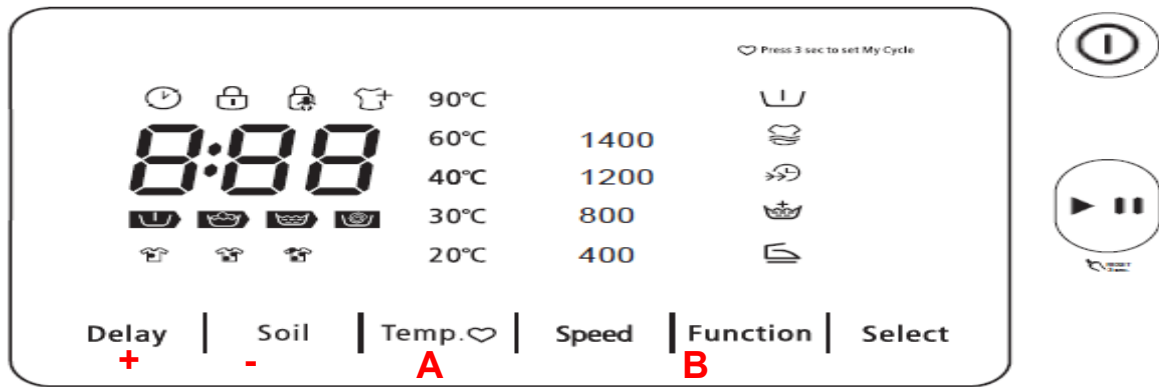 ♡ Press 3 sec to set My Cycle
90°C
8:88
60°C 1400
40°C 1200
30°C 800
20°C 400
Delay Soil Temp.♡ Speed Function Select
+ - A B